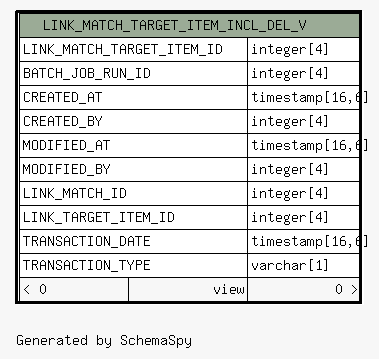 LINK_MATCH_TARGET_ITEM_INCL_DEL_V
LINK_MATCH_TARGET_ITEM_ID integer[4]
BATCH_JOB_RUN_ID integer[4]
CREATED_AT timestamp[16,6]
CREATED_BY integer[4]
MODIFIED_AT timestamp[16,6]
MODIFIED_BY integer[4]
LINK_MATCH_ID integer[4]
LINK_TARGET_ITEM_ID integer[4]
TRANSACTION_DATE timestamp[16,6]
TRANSACTION_TYPE varchar[1]
< 0 view 0 >
Generated by SchemaSpy